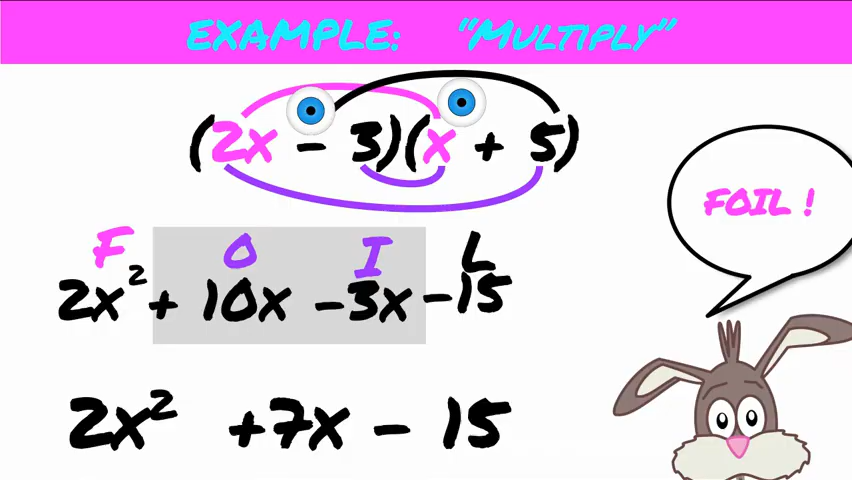 EXAMPLE: "MULTIPLY"
(2x - 3)(x + 5)
FOIL !
F O I L
2x² + 10x - 3x - 15
2x² + 7x - 15